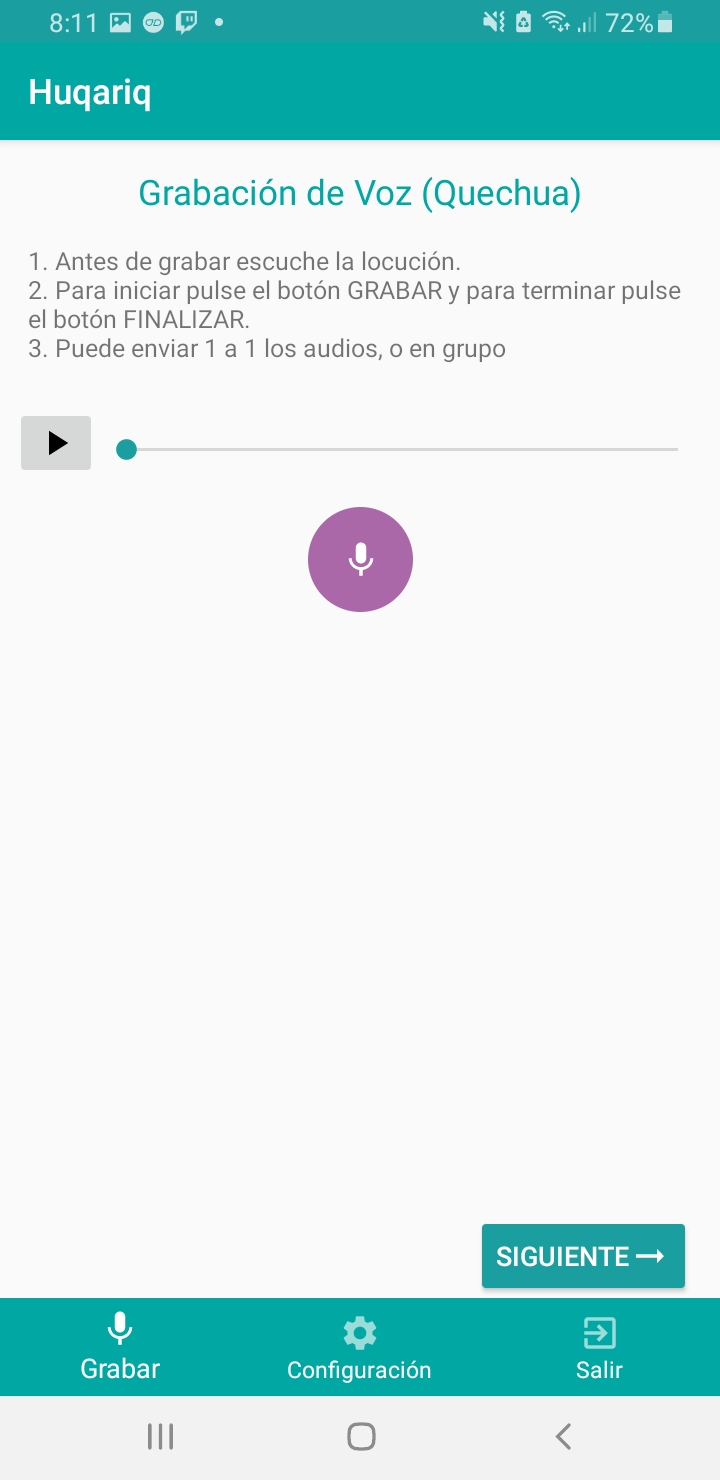 8:11
72%
Huqariq
Grabación de Voz (Quechua)
1. Antes de grabar escuche la locución.
2. Para iniciar pulse el botón GRABAR y para terminar pulse
el botón FINALIZAR.
3. Puede enviar 1 a 1 los audios, o en grupo
SIGUIENTE
Grabar
Configuración
Salir